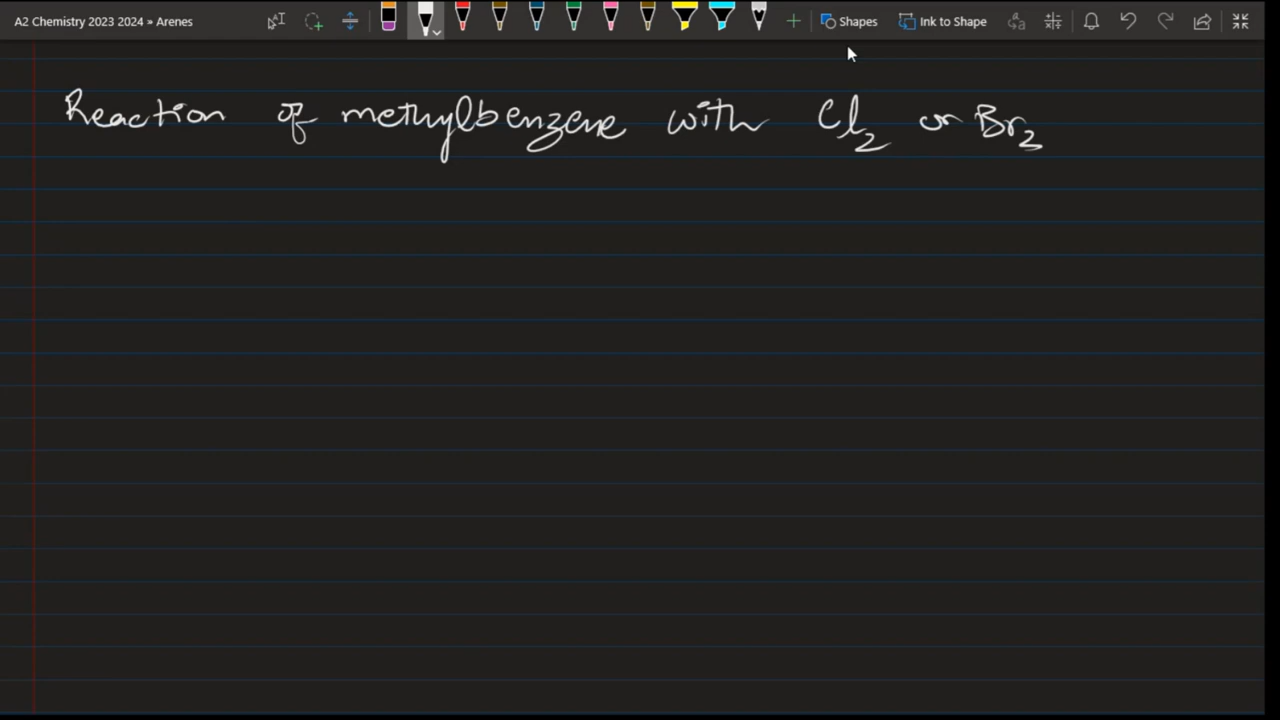 A2 Chemistry 2023 2024 » Arenes
Shapes
Ink to Shape
Reaction of methylbenzene with Cl₂ or Br₂